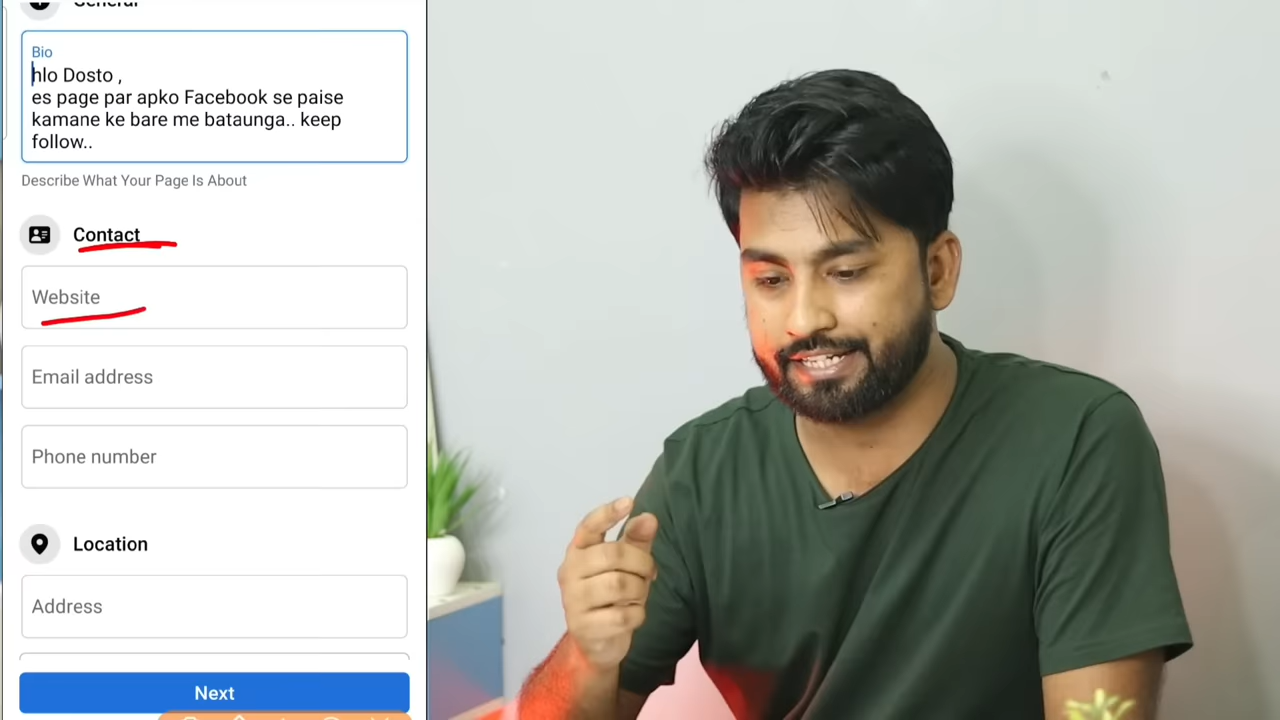 General
Bio
hlo Dosto ,
es page par apko Facebook se paise
kamane ke bare me bataunga.. keep
follow..
Describe What Your Page Is About
Contact
Website
Email address
Phone number
Location
Address
Next